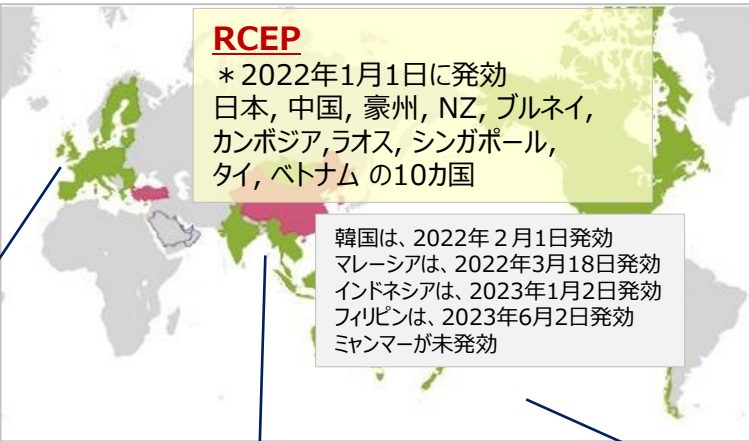 RCEP
＊2022年1月1日に発効
日本, 中国, 豪州, NZ, ブルネイ,
カンボジア,ラオス, シンガポール,
タイ, ベトナム の10カ国
韓国は、2022年２月1日発効
マレーシアは、2022年3月18日発効
インドネシアは、2023年1月2日発効
フィリピンは、2023年6月2日発効
ミャンマーが未発効